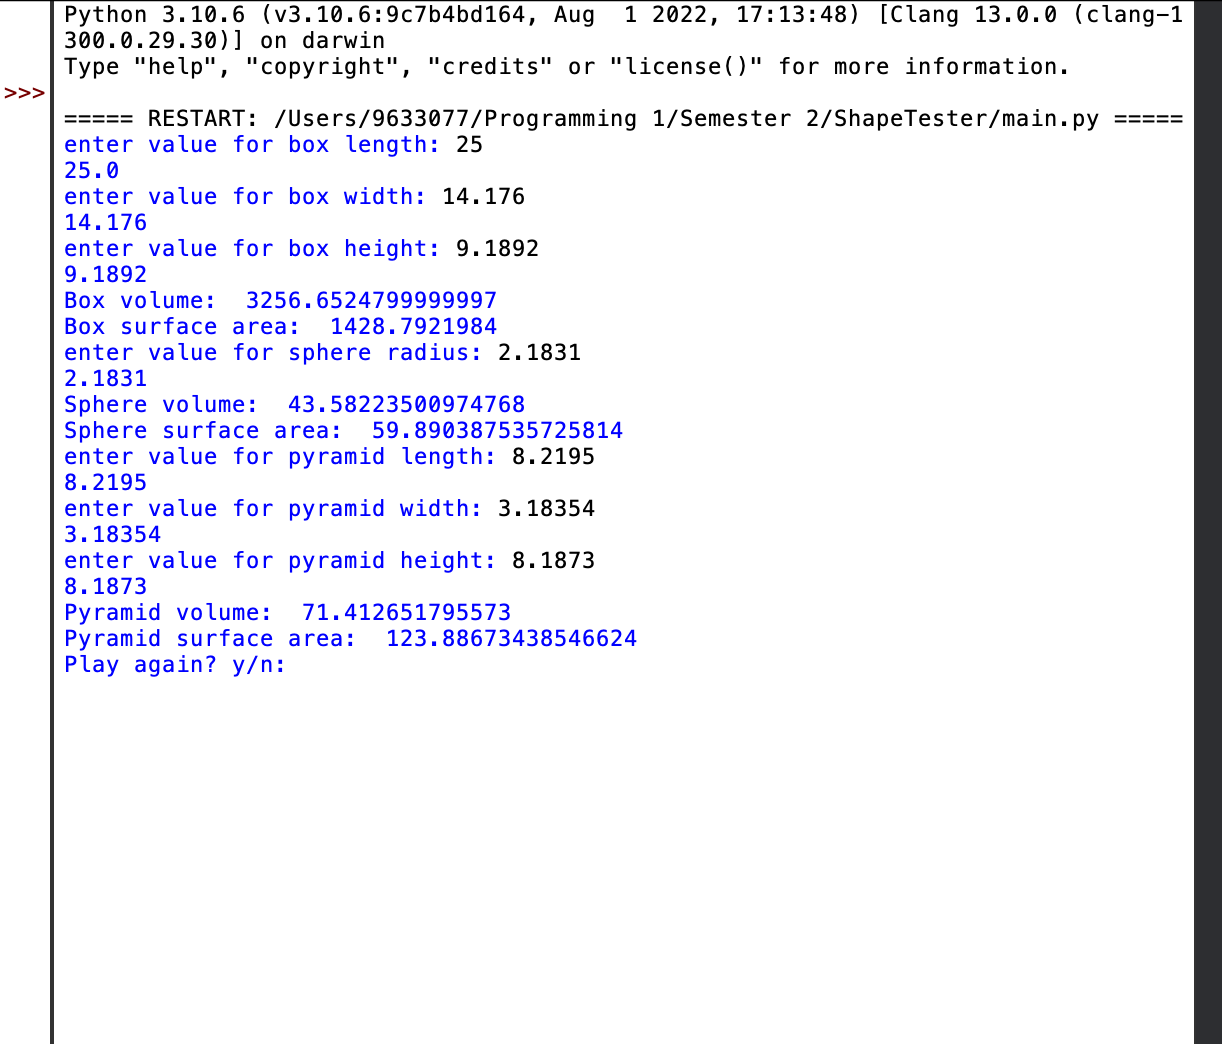 Python 3.10.6 (v3.10.6:9c7b4bd164, Aug  1 2022, 17:13:48) [Clang 13.0.0 (clang-1
300.0.29.30)] on darwin
Type "help", "copyright", "credits" or "license()" for more information.
>>>
===== RESTART: /Users/9633077/Programming 1/Semester 2/ShapeTester/main.py =====
enter value for box length: 25
25.0
enter value for box width: 14.176
14.176
enter value for box height: 9.1892
9.1892
Box volume:  3256.6524799999997
Box surface area:  1428.7921984
enter value for sphere radius: 2.1831
2.1831
Sphere volume:  43.58223500974768
Sphere surface area:  59.890387535725814
enter value for pyramid length: 8.2195
8.2195
enter value for pyramid width: 3.18354
3.18354
enter value for pyramid height: 8.1873
8.1873
Pyramid volume:  71.412651795573
Pyramid surface area:  123.88673438546624
Play again? y/n: